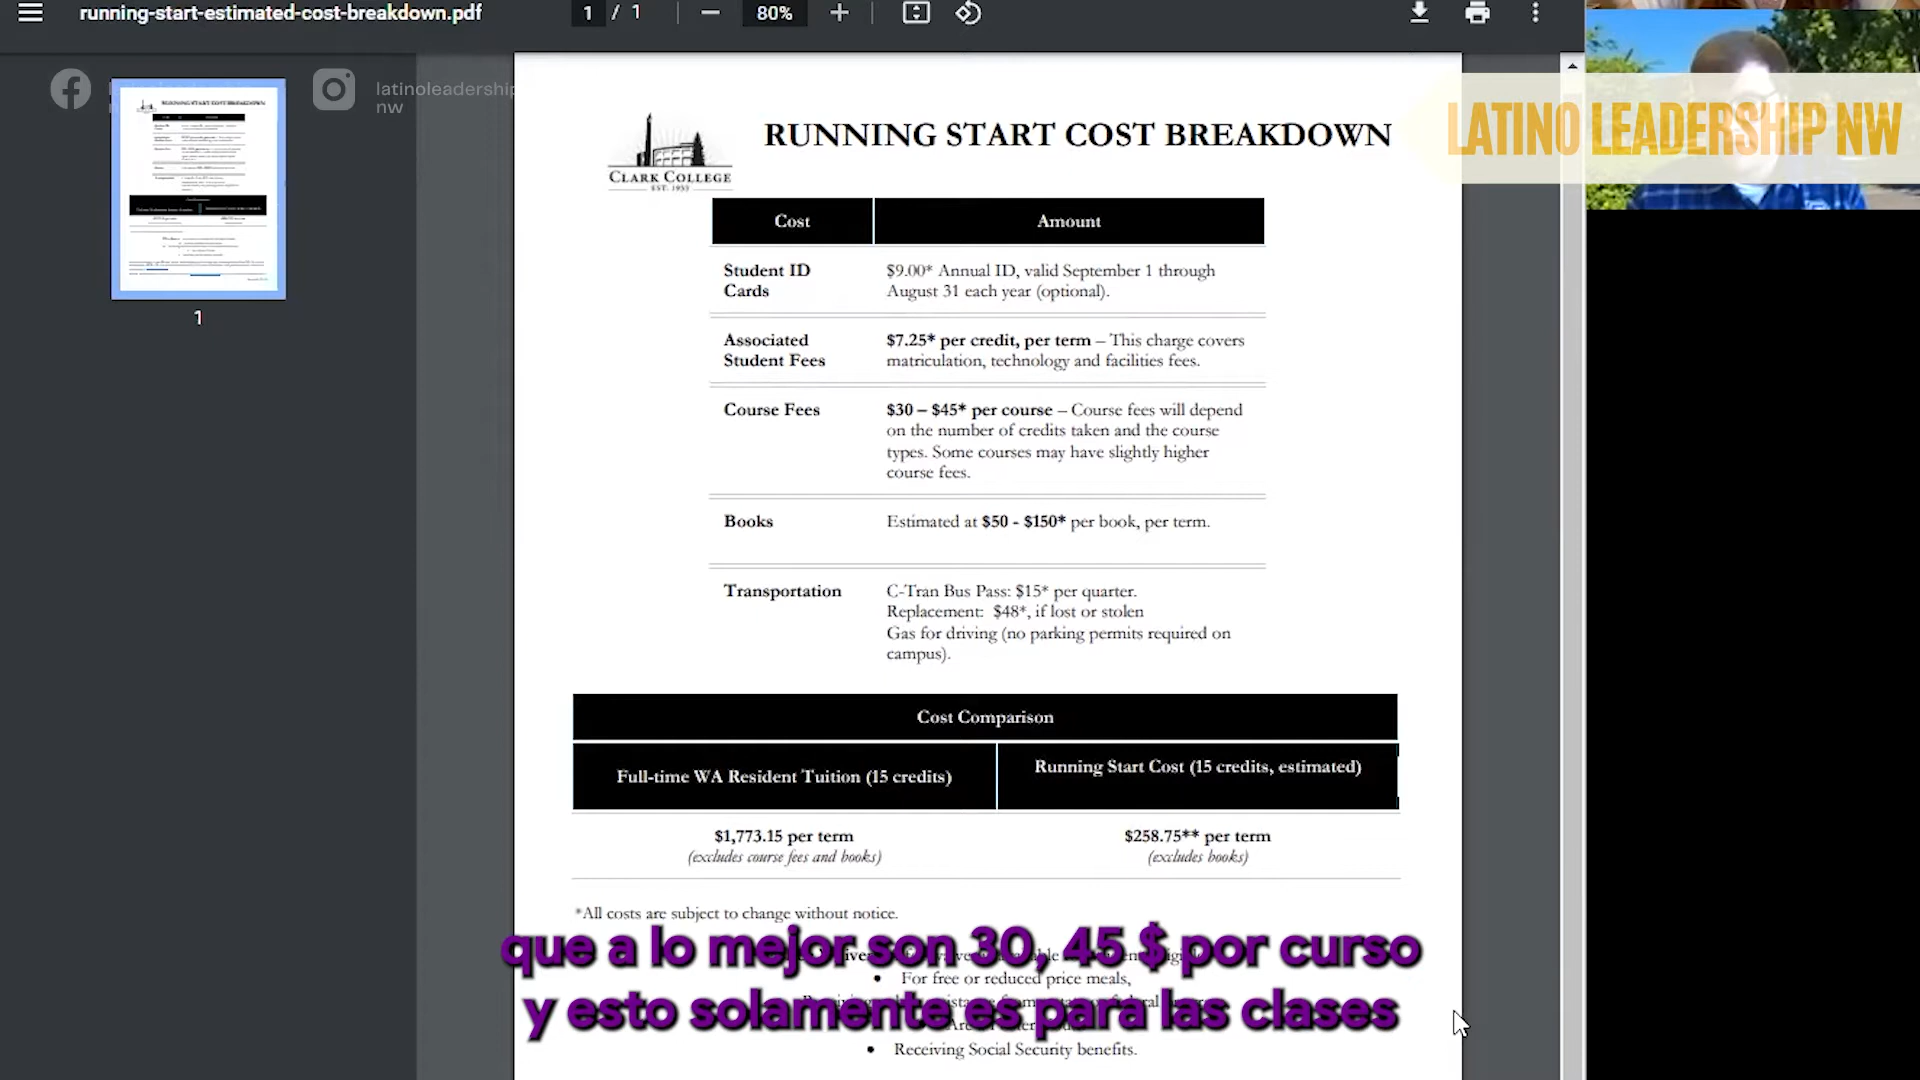 running-start-estimated-cost-breakdown.pdf
1 / 1
80%
latinoleadership
nw
LATINO LEADERSHIP NW
1
CLARK COLLEGE
EST. 1933
RUNNING START COST BREAKDOWN
Cost
Amount
Student ID
Cards
$9.00* Annual ID, valid September 1 through
August 31 each year (optional).
Associated
Student Fees
$7.25* per credit, per term – This charge covers
matriculation, technology and facilities fees.
Course Fees
$30 – $45* per course – Course fees will depend
on the number of credits taken and the course
types. Some courses may have slightly higher
course fees.
Books
Estimated at $50 - $150* per book, per term.
Transportation
C-Tran Bus Pass: $15* per quarter.
Replacement: $48*, if lost or stolen
Gas for driving (no parking permits required on
campus).
Cost Comparison
Full-time WA Resident Tuition (15 credits)
Running Start Cost (15 credits, estimated)
$1,773.15 per term
(excludes course fees and books)
$258.75** per term
(excludes books)
*All costs are subject to change without notice.
que a lo mejor son 30, 45 $ por curso
• For free or reduced price meals,
y esto solamente es para las clases
• Receiving Social Security benefits.